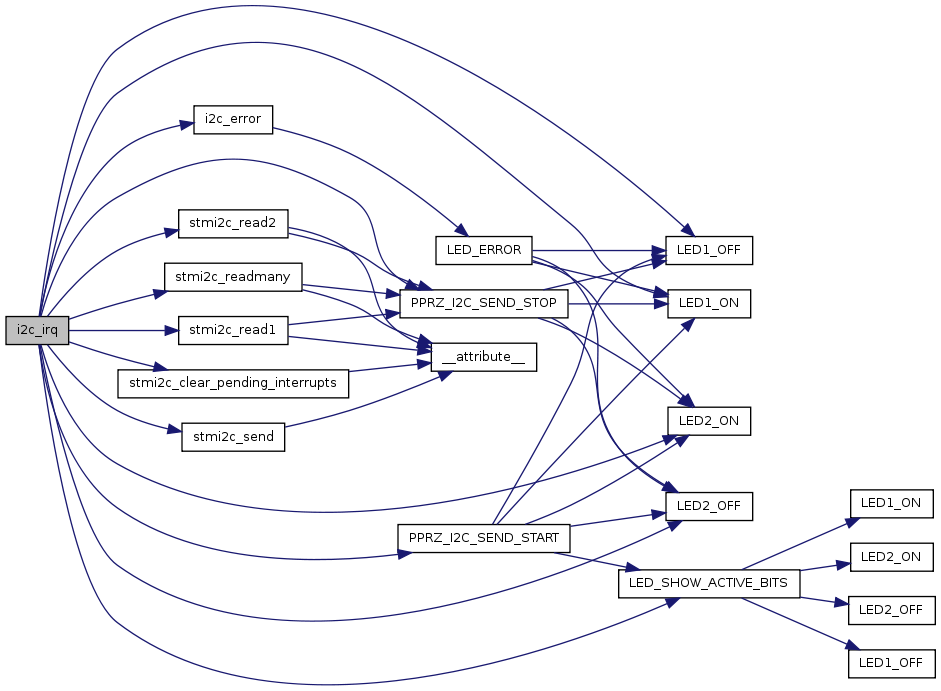 i2c_irq
i2c_error
stmi2c_read2
stmi2c_readmany
stmi2c_read1
stmi2c_clear_pending_interrupts
stmi2c_send
LED_ERROR
PPRZ_I2C_SEND_STOP
__attribute__
PPRZ_I2C_SEND_START
LED1_OFF
LED1_ON
LED2_ON
LED2_OFF
LED_SHOW_ACTIVE_BITS
LED1_ON
LED2_ON
LED2_OFF
LED1_OFF